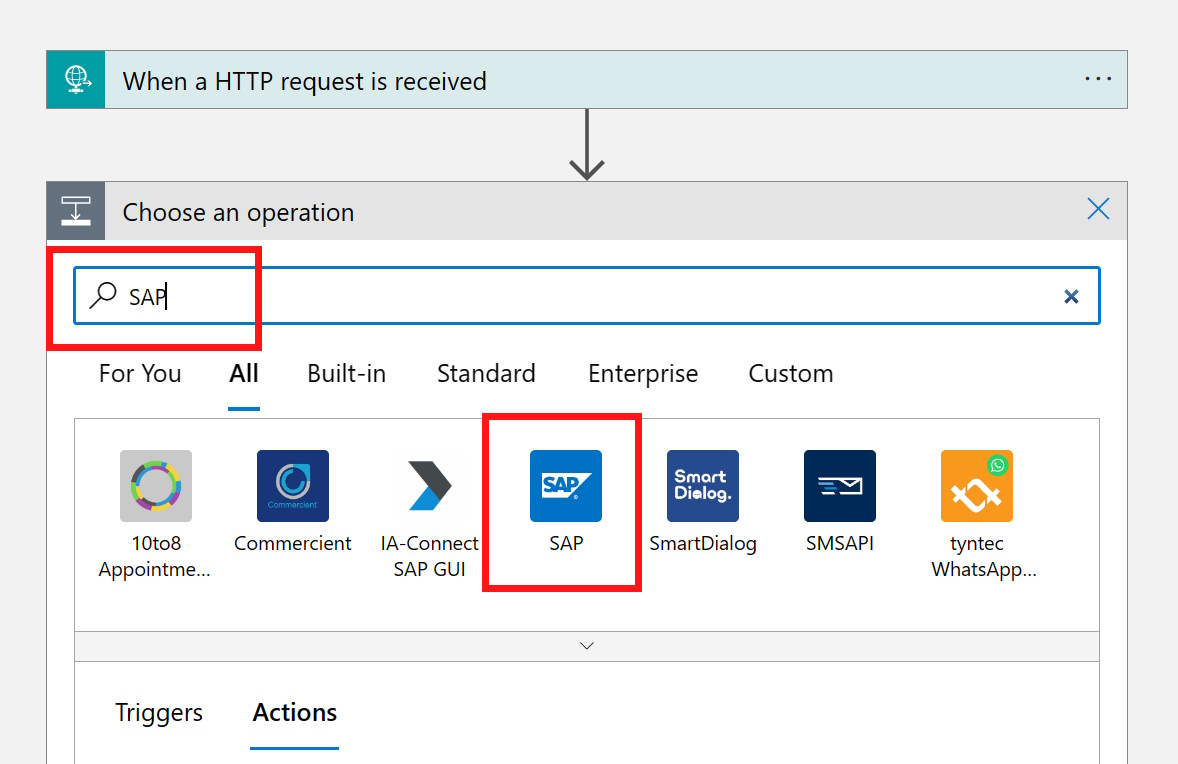 When a HTTP request is received
...
Choose an operation
SAP
For You All Built-in Standard Enterprise Custom
Commercient
SAP
Smart
Dialog.
10to8
Appointme...
Commercient
IA-Connect
SAP GUI
SAP
SmartDialog
SMSAPI
tyntec
WhatsApp...
Triggers Actions